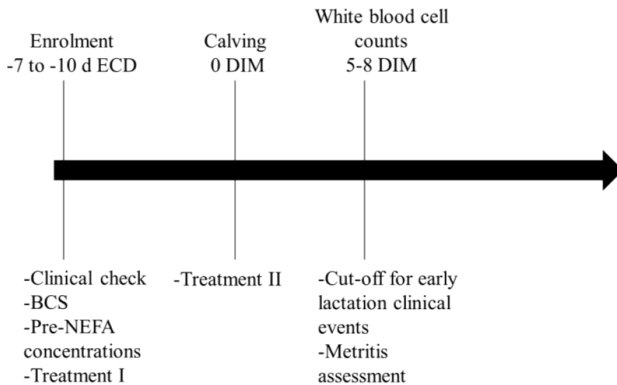 Enrolment
-7 to -10 d ECD
Calving
0 DIM
White blood cell
counts
5-8 DIM
-Clinical check
-BCS
-Pre-NEFA
concentrations
-Treatment I
-Treatment II
-Cut-off for early
lactation clinical
events
-Metritis
assessment